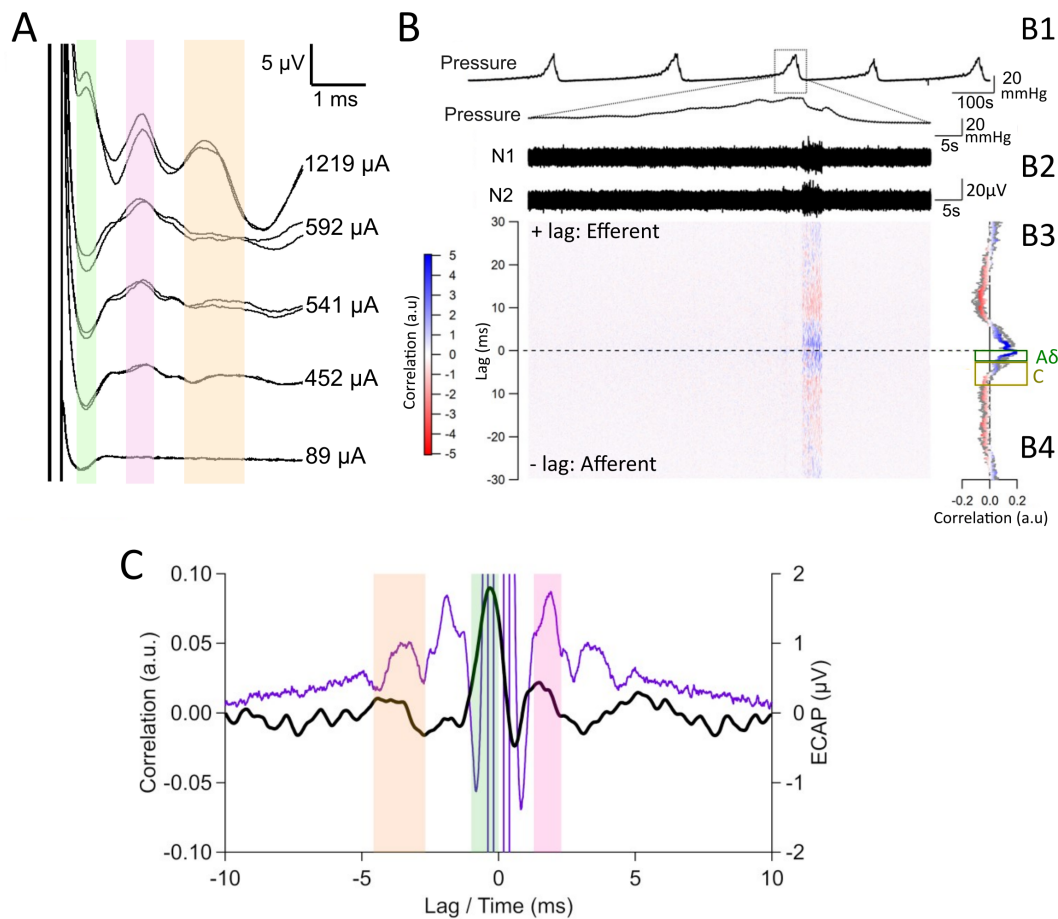 A
5 µV
1 ms
1219 µA
592 µA
541 µA
452 µA
89 µA
B
B1
Pressure
20
mmHg
100s
Pressure
20
mmHg
5s
B2
N1
N2
20µV
5s
+ lag: Efferent
B3
Correlation (a.u)
5
4
3
2
1
0
-1
-2
-3
-4
-5
Lag (ms)
30
20
10
0
-10
-20
-30
Aδ
C
- lag: Afferent
B4
-0.2 0.0 0.2
Correlation (a.u)
C
Correlation (a.u.)
0.10
0.05
0.00
-0.05
-0.10
2
1
0
-1
-2
ECAP (µV)
-10 -5 0 5 10
Lag / Time (ms)